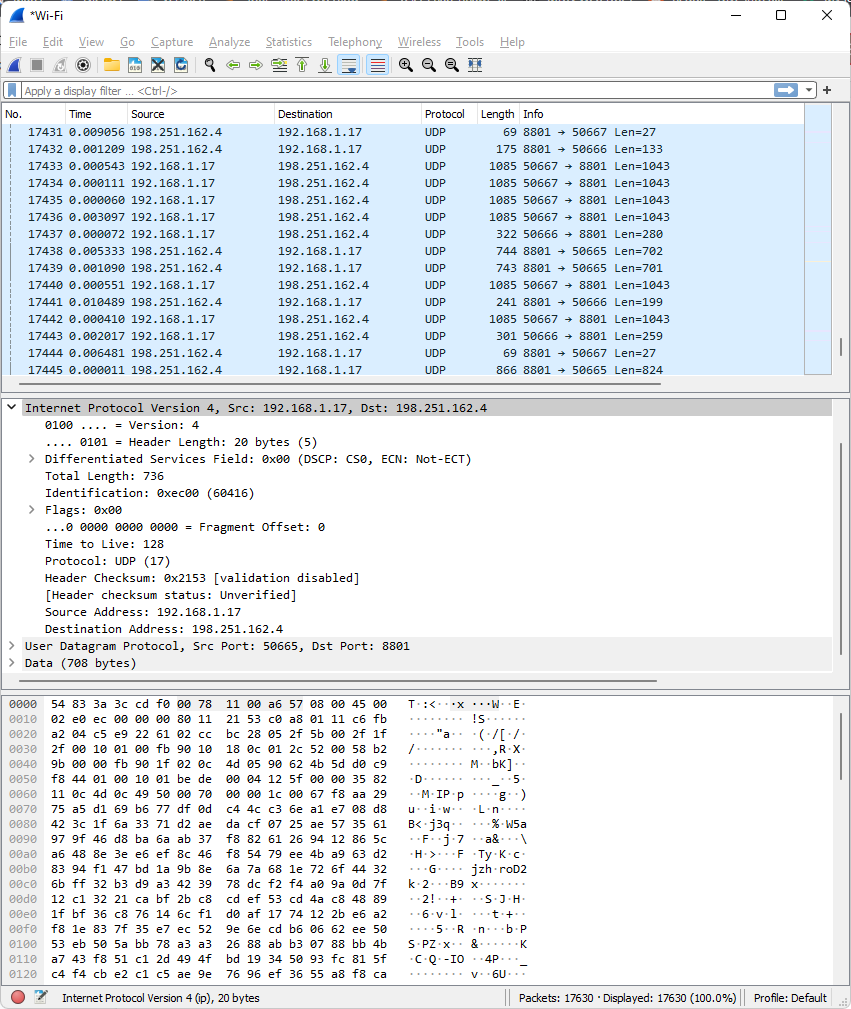 *Wi-Fi
File Edit View Go Capture Analyze Statistics Telephony Wireless Tools Help
Apply a display filter ... <Ctrl-/>
No. Time Source Destination Protocol Length Info
17431 0.009056 198.251.162.4 192.168.1.17 UDP 69 8801 → 50667 Len=27
17432 0.001209 198.251.162.4 192.168.1.17 UDP 175 8801 → 50666 Len=133
17433 0.000543 192.168.1.17 198.251.162.4 UDP 1085 50667 → 8801 Len=1043
17434 0.000111 192.168.1.17 198.251.162.4 UDP 1085 50667 → 8801 Len=1043
17435 0.000060 192.168.1.17 198.251.162.4 UDP 1085 50667 → 8801 Len=1043
17436 0.003097 192.168.1.17 198.251.162.4 UDP 1085 50667 → 8801 Len=1043
17437 0.000072 192.168.1.17 198.251.162.4 UDP 322 50666 → 8801 Len=280
17438 0.005333 198.251.162.4 192.168.1.17 UDP 744 8801 → 50665 Len=702
17439 0.001090 198.251.162.4 192.168.1.17 UDP 743 8801 → 50665 Len=701
17440 0.000551 192.168.1.17 198.251.162.4 UDP 1085 50667 → 8801 Len=1043
17441 0.010489 198.251.162.4 192.168.1.17 UDP 241 8801 → 50666 Len=199
17442 0.000410 192.168.1.17 198.251.162.4 UDP 1085 50667 → 8801 Len=1043
17443 0.002017 192.168.1.17 198.251.162.4 UDP 301 50666 → 8801 Len=259
17444 0.006481 198.251.162.4 192.168.1.17 UDP 69 8801 → 50667 Len=27
17445 0.000011 198.251.162.4 192.168.1.17 UDP 866 8801 → 50665 Len=824
Internet Protocol Version 4, Src: 192.168.1.17, Dst: 198.251.162.4
0100 .... = Version: 4
.... 0101 = Header Length: 20 bytes (5)
Differentiated Services Field: 0x00 (DSCP: CS0, ECN: Not-ECT)
Total Length: 736
Identification: 0xec00 (60416)
Flags: 0x00
...0 0000 0000 0000 = Fragment Offset: 0
Time to Live: 128
Protocol: UDP (17)
Header Checksum: 0x2153 [validation disabled]
[Header checksum status: Unverified]
Source Address: 192.168.1.17
Destination Address: 198.251.162.4
User Datagram Protocol, Src Port: 50665, Dst Port: 8801
Data (708 bytes)
0000 54 83 3a 3c cd f0 00 78 11 00 a6 57 08 00 45 00 T·:<···x ···W··E·
0010 02 e0 ec 00 00 00 80 11 21 53 c0 a8 01 11 c6 fb ········ !S······
0020 a2 04 c5 e9 22 61 02 cc bc 28 05 2f 5b 00 2f 1f ····"a·· ·(·/[·/·
0030 2f 00 10 01 00 fb 90 10 18 0c 01 2c 52 00 58 b2 /······· ···,R·X·
0040 9b 00 00 fb 90 1f 02 0c 4d 05 90 62 4b 5d d0 c9 ········ M··bK]··
0050 f8 44 01 00 10 01 be de 00 04 12 5f 00 00 35 82 ·D······ ···_··5·
0060 11 0c 4d 0c 49 50 00 70 00 00 1c 00 67 f8 aa 29 ··M·IP·p ····g··)
0070 75 a5 d1 69 b6 77 df 0d c4 4c c3 6e a1 e7 08 d8 u··i·w·· ·L·n····
0080 42 3c 1f 6a 33 71 d2 ae da cf 07 25 ae 57 35 61 B<·j3q·· ···%·W5a
0090 97 9f 46 d8 ba 6a ab 37 f8 82 61 26 94 12 86 5c ··F··j·7 ··a&···\
00a0 a6 48 8e 3e e6 ef 8c 46 f8 54 79 ee 4b a9 63 d2 ·H·>···F ·Ty·K·c·
00b0 83 94 f1 47 bd 1a 9b 8e 6a 7a 68 1e 72 6f 44 32 ···G···· jzh·roD2
00c0 6b ff 32 b3 d9 a3 42 39 78 dc f2 f4 a0 9a 0d 7f k·2···B9 x·······
00d0 12 c1 32 21 ca bf 2b c8 cd ef 53 cd 4a c8 48 89 ··2!··+· ··S·J·H·
00e0 1f bf 36 c8 76 14 6c f1 d0 af 17 74 12 2b e6 a2 ··6·v·l· ···t·+··
00f0 f8 1e 83 7f 35 e7 ec 52 9e 6e cd b6 06 62 ee 50 ····5··R ·n···b·P
0100 53 eb 50 5a bb 78 a3 a3 26 88 ab b3 07 88 bb 4b S·PZ·x·· &······K
0110 a7 43 f8 51 c1 2d 49 4f bd 19 34 50 93 fc 81 5f ·C·Q·-IO ··4P···_
0120 c4 f4 cb e2 c1 c5 ae 9e 76 96 ef 36 55 a8 f8 ca ········ v··6U···
Internet Protocol Version 4 (ip), 20 bytes Packets: 17630 · Displayed: 17630 (100.0%) Profile: Default